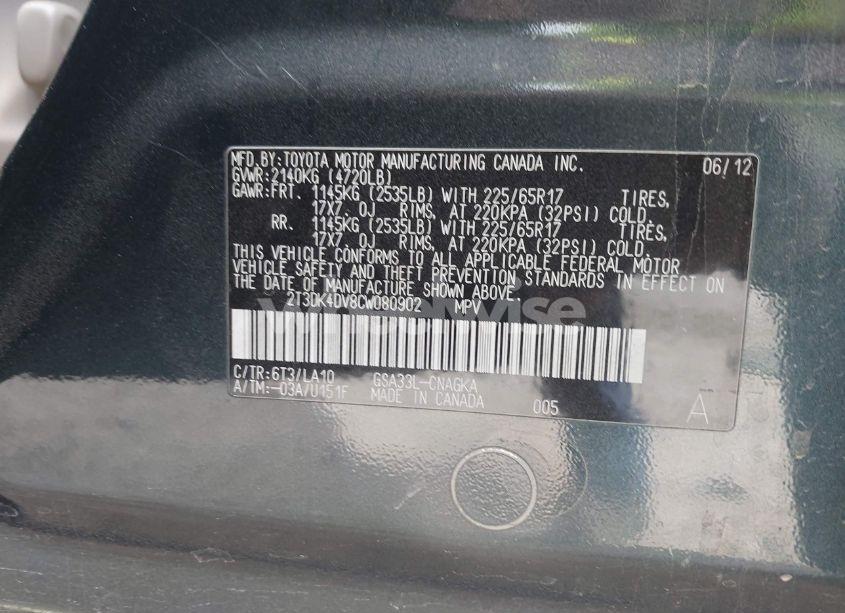 MFD.BY:TOYOTA MOTOR MANUFACTURING CANADA INC. 06/12
GVWR:2140KG (4720LB)
GAWR:FRT. 1145KG (2535LB) WITH 225/65R17 TIRES,
17X7.0J RIMS, AT 220KPA (32PSI) COLD.
RR. 1145KG (2535LB) WITH 225/65R17 TIRES,
17X7.0J RIMS, AT 220KPA (32PSI) COLD.
THIS VEHICLE CONFORMS TO ALL APPLICABLE FEDERAL MOTOR
VEHICLE SAFETY AND THEFT PREVENTION STANDARDS IN EFFECT ON
THE DATE OF MANUFACTURE SHOWN ABOVE.
2T3DK4DV8CW080902 MPV
C/TR:6T3/LA10 GSA33L-CNAGKA
A/TM:-03A/U151F MADE IN CANADA 005 A